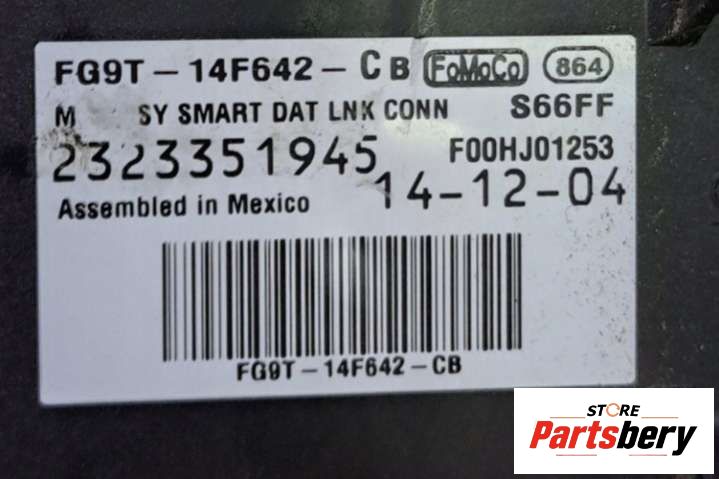 FG9T-14F642-CB FoMoCo 864
M SY SMART DAT LNK CONN S66FF
2323351945 F00HJ01253
Assembled in Mexico 14-12-04
FG9T-14F642-CB
STORE
Partsbery